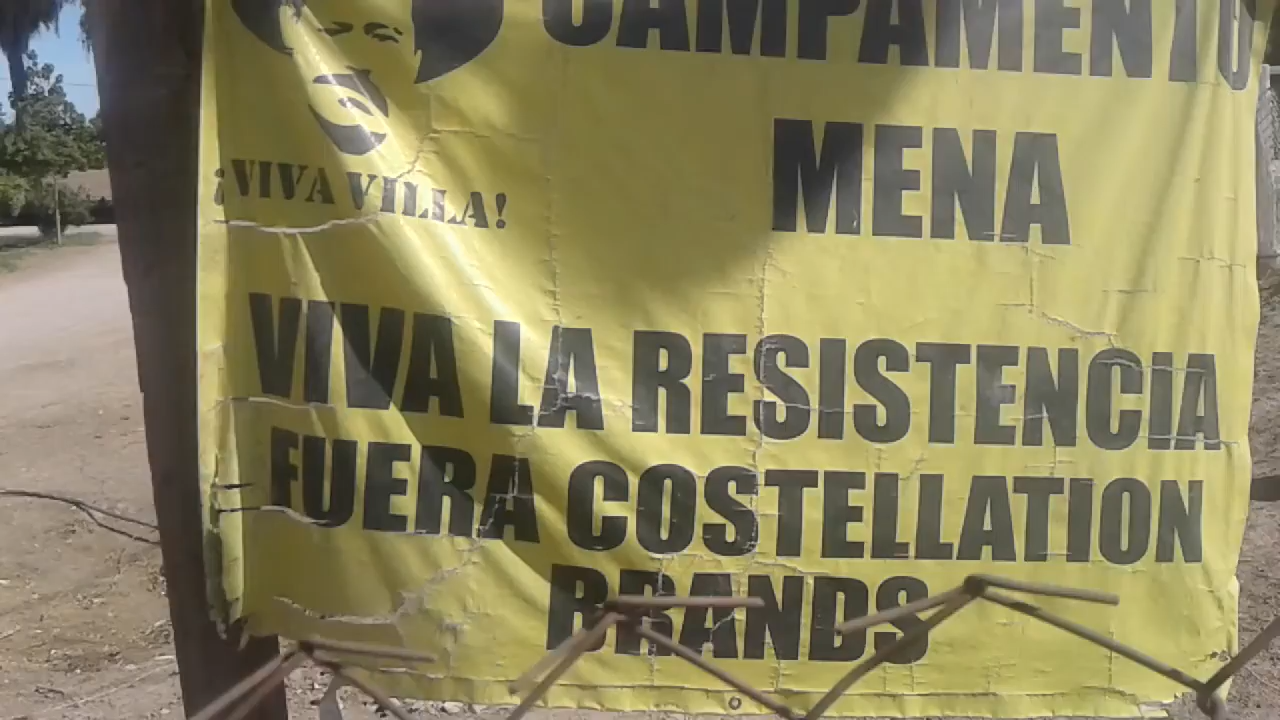 CAMPAMENTO
MENA
¡VIVA VILLA!
VIVA LA RESISTENCIA
FUERA COSTELLATION
BRANDS